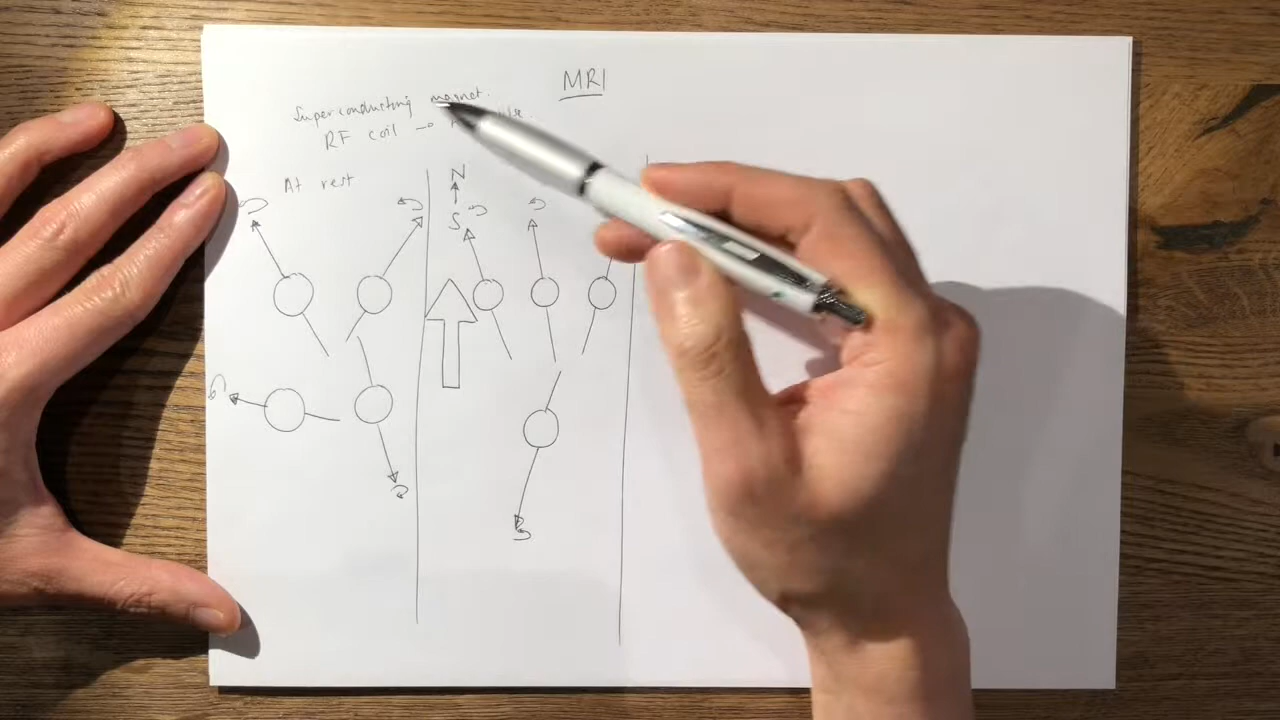 MRI
Superconducting magnet.
RF coil →
At rest
N
S